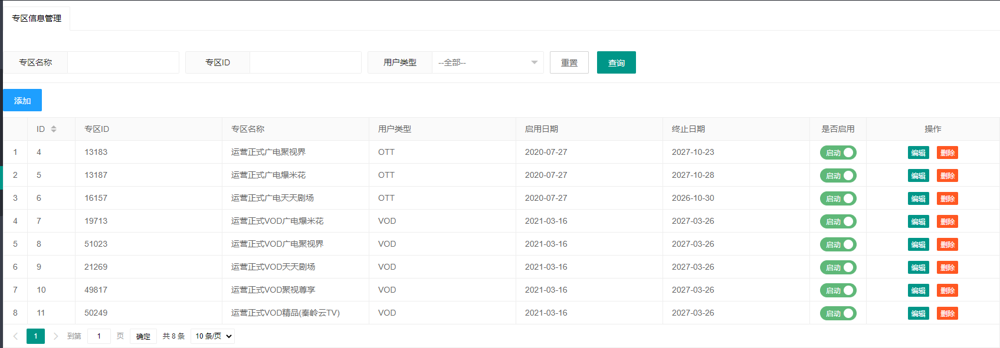 专区信息管理
专区名称 专区ID 用户类型 --全部-- 重置 查询
添加
ID 专区ID 专区名称 用户类型 启用日期 终止日期 是否启用 操作
1 4 13183 运营正式广电聚视界 OTT 2020-07-27 2027-10-23 启动 编辑 删除
2 5 13187 运营正式广电爆米花 OTT 2020-07-27 2027-10-28 启动 编辑 删除
3 6 16157 运营正式广电天天剧场 OTT 2020-07-27 2026-10-30 启动 编辑 删除
4 7 19713 运营正式VOD广电爆米花 VOD 2021-03-16 2027-03-26 启动 编辑 删除
5 8 51023 运营正式VOD广电聚视界 VOD 2021-03-16 2027-03-26 启动 编辑 删除
6 9 21269 运营正式VOD天天剧场 VOD 2021-03-16 2027-03-26 启动 编辑 删除
7 10 49817 运营正式VOD聚视尊享 VOD 2021-03-16 2027-03-26 启动 编辑 删除
8 11 50249 运营正式VOD精品(秦岭云TV) VOD 2021-03-16 2027-03-26 启动 编辑 删除
1 到第 1 页 确定 共 8 条 10 条/页